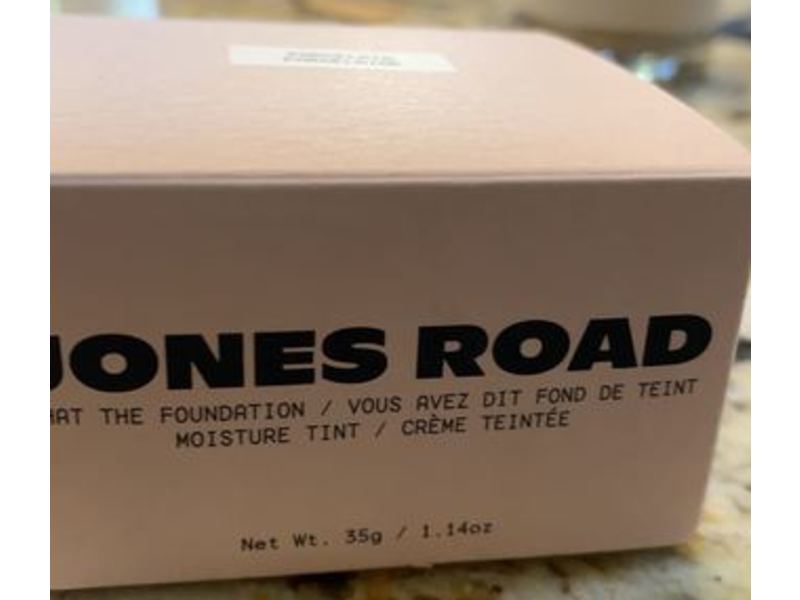 JONES ROAD
HAT THE FOUNDATION / VOUS AVEZ DIT FOND DE TEINT
MOISTURE TINT / CRÈME TEINTÉE
Net Wt. 35g / 1.14oz